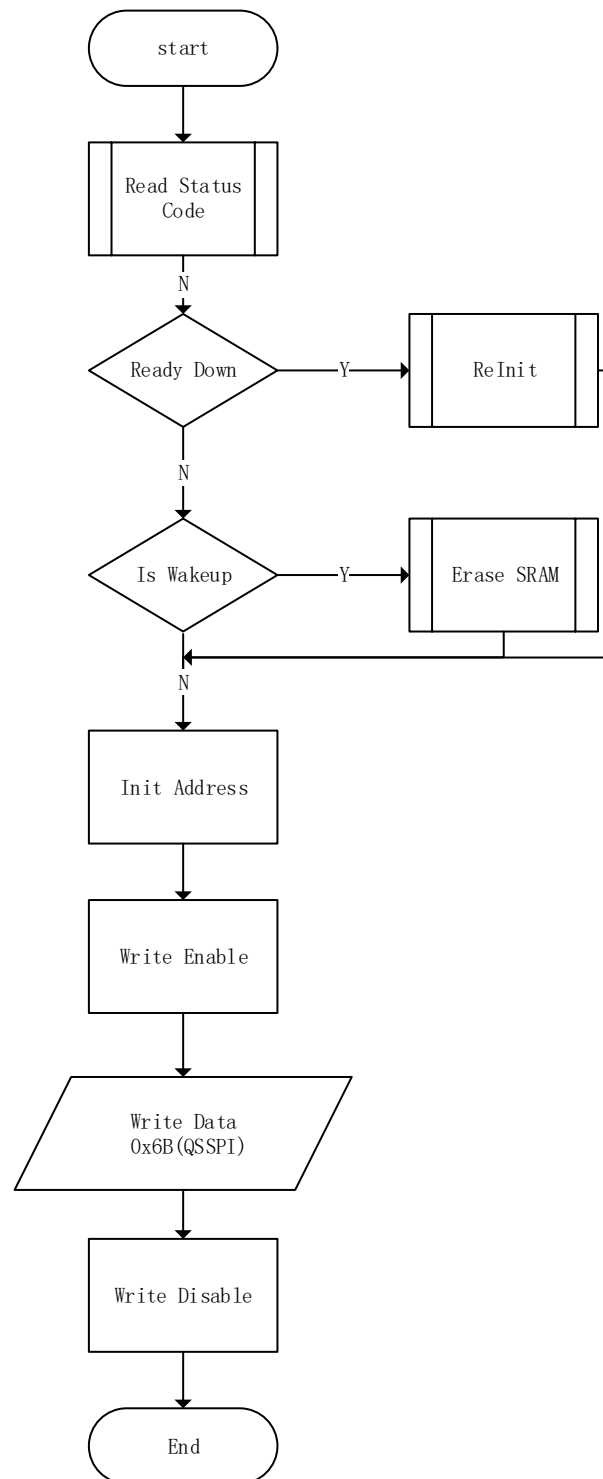 start
Read Status
Code
N
Ready Down
Y
ReInit
N
Is Wakeup
Y
Erase SRAM
N
Init Address
Write Enable
Write Data
0x6B(QSSPI)
Write Disable
End